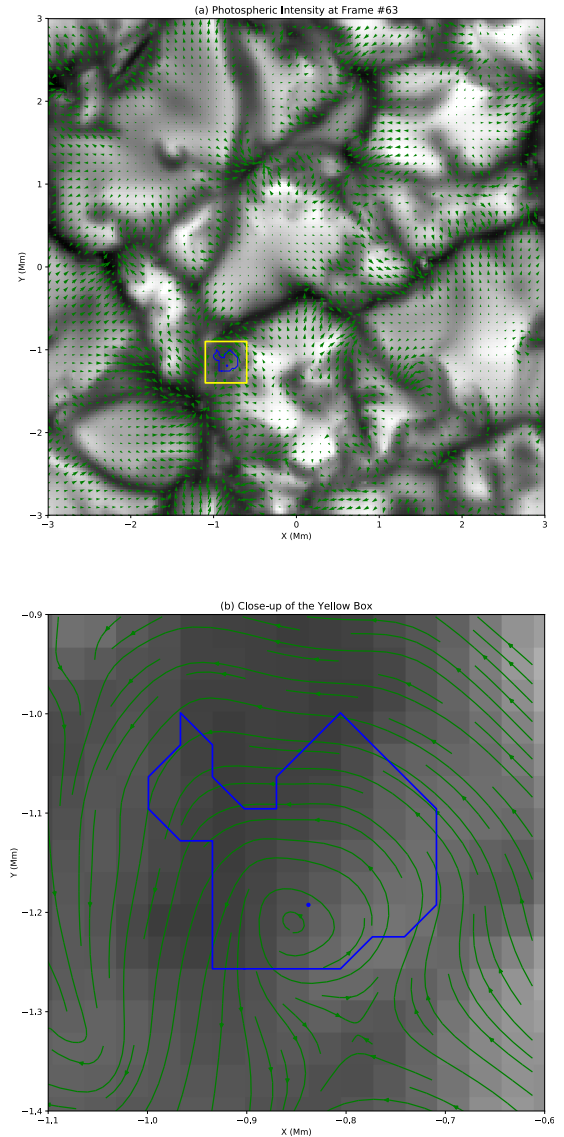 (a) Photospheric Intensity at Frame #63
3
2
1
0
−1
−2
−3
Y (Mm)
−3 −2 −1 0 1 2 3
X (Mm)
(b) Close-up of the Yellow Box
−0.9
−1.0
−1.1
−1.2
−1.3
−1.4
Y (Mm)
−1.1 −1.0 −0.9 −0.8 −0.7 −0.6
X (Mm)